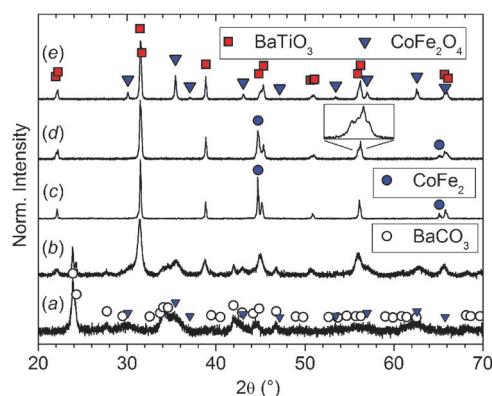 (e)
BaTiO3
CoFe2O4
(d)
CoFe2
(c)
BaCO3
(b)
(a)
Norm. Intensity
20 30 40 50 60 70
2θ (°)